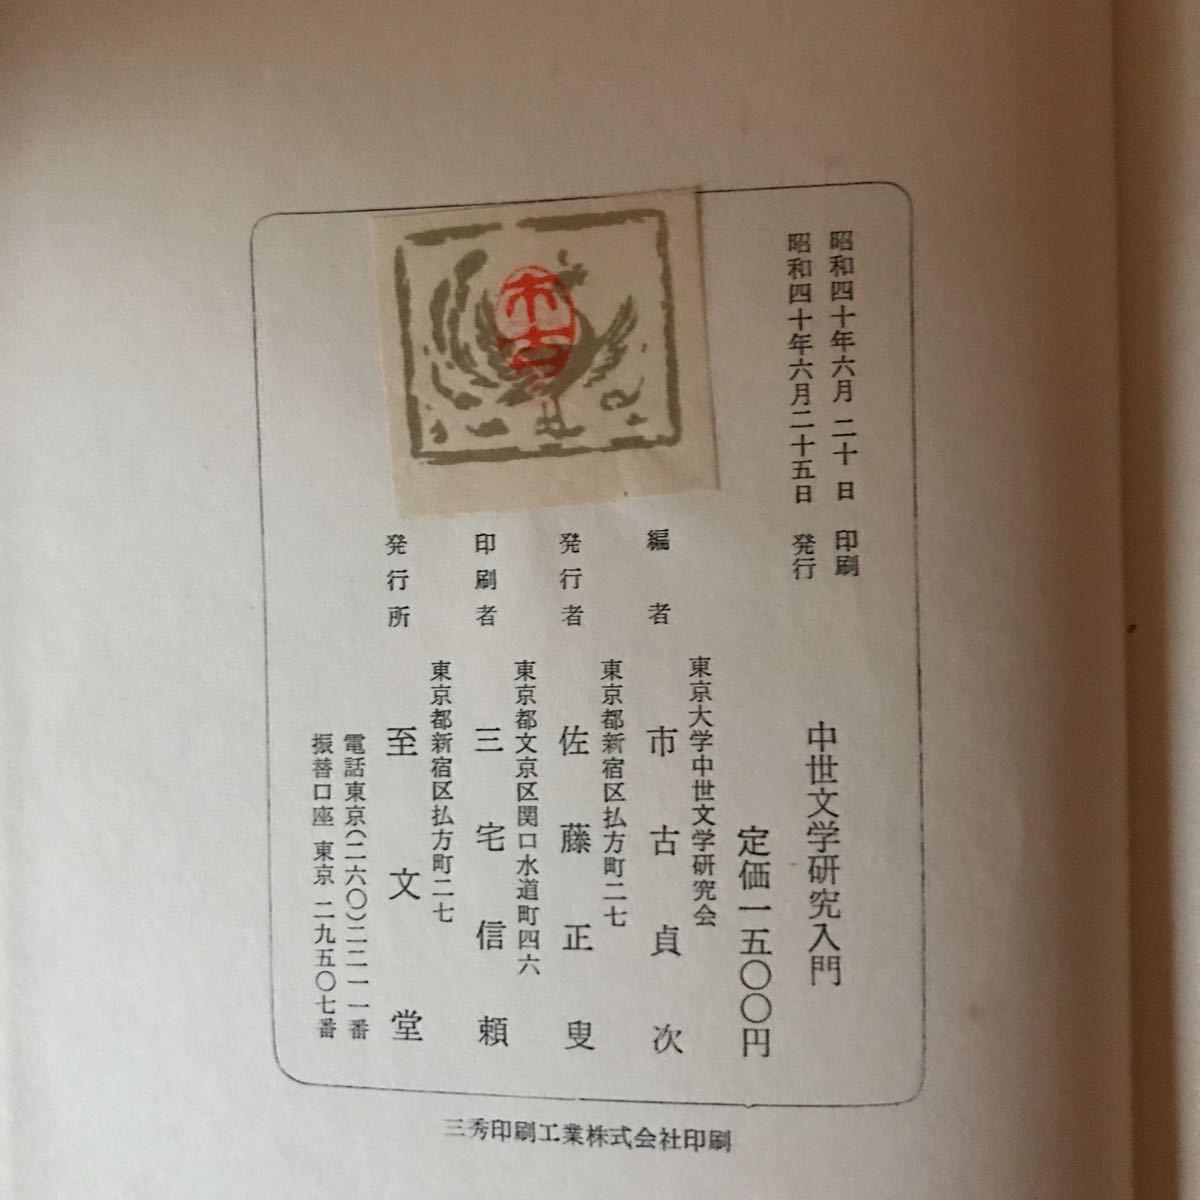 昭和四十年六月二十日 印刷
昭和四十年六月二十五日 発行
中世文学研究入門
定価一五〇〇円
東京大学中世文学研究会
編者 市古貞次
東京都新宿区払方町二七
発行者 佐藤正叟
東京都文京区関口水道町四六
印刷者 三宅信頼
東京都新宿区払方町二七
発行所 至文堂
電話東京(二六〇)二二一一番
振替口座 東京 二九五〇七番
市古
三秀印刷工業株式会社印刷